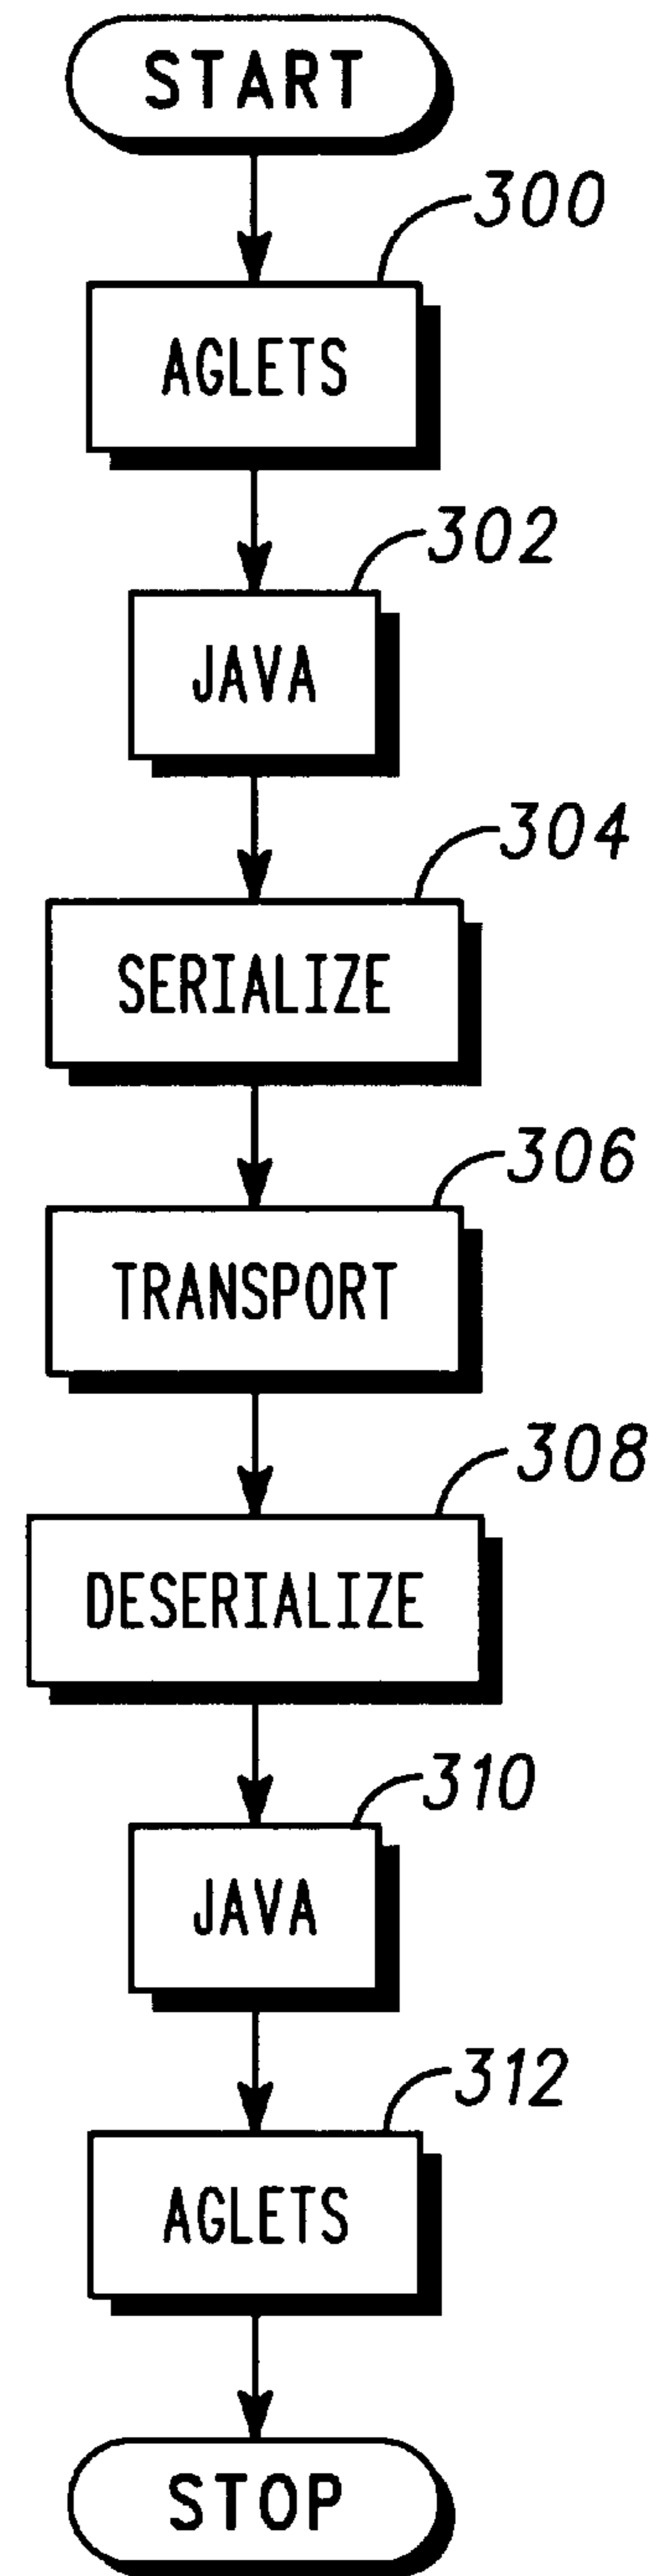 START
300
AGLETS
302
JAVA
304
SERIALIZE
306
TRANSPORT
308
DESERIALIZE
310
JAVA
312
AGLETS
STOP